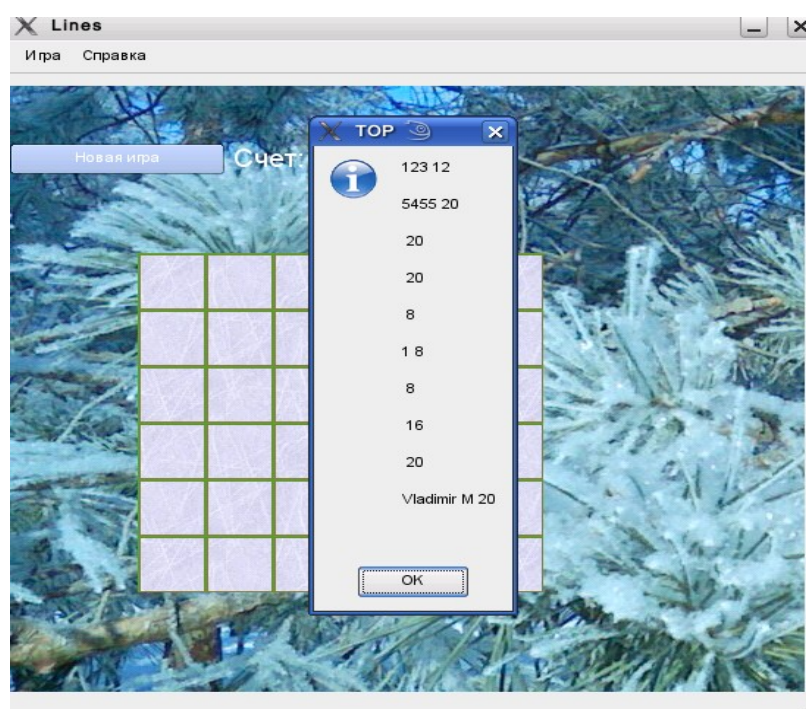 Lines
Игра Справка
Новая игра
Счет:
TOP
123 12
5455 20
20
20
8
1 8
8
16
20
Vladimir M 20
OK